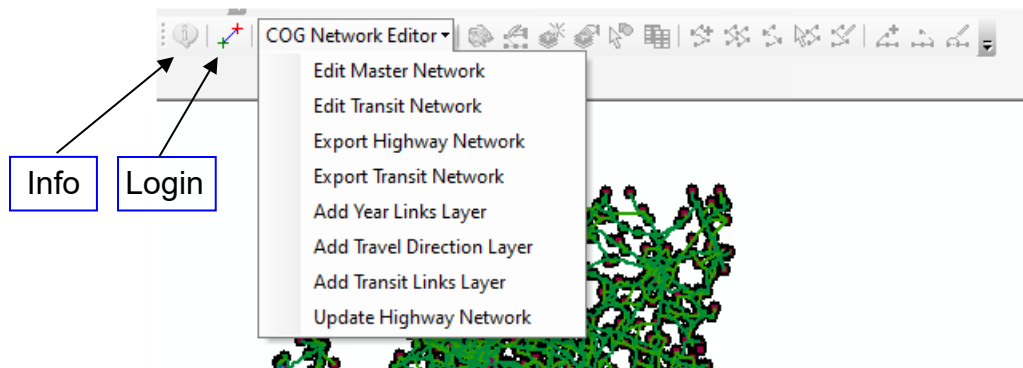 COG Network Editor
Edit Master Network
Edit Transit Network
Export Highway Network
Export Transit Network
Add Year Links Layer
Add Travel Direction Layer
Add Transit Links Layer
Update Highway Network
Info
Login